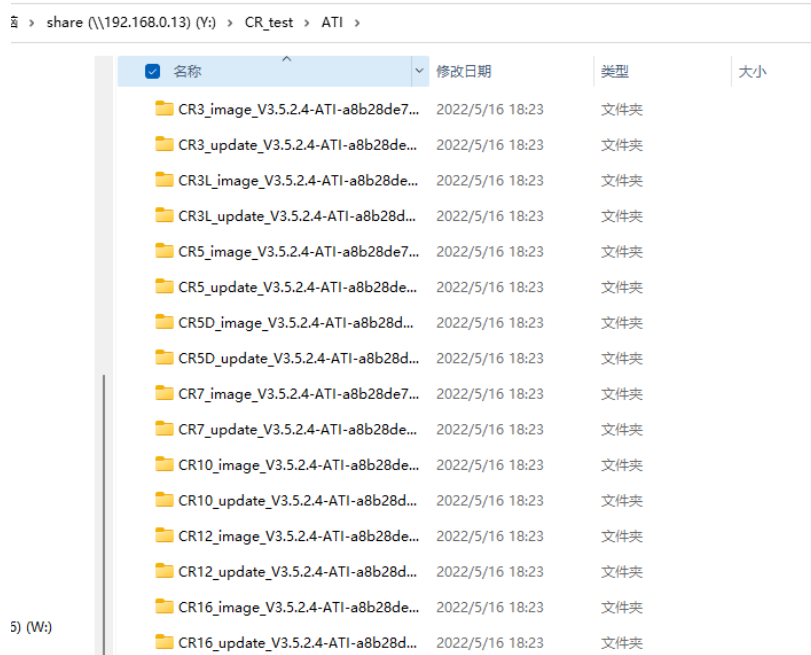 › share (\\192.168.0.13) (Y:) › CR_test › ATI ›
名称 修改日期 类型 大小
CR3_image_V3.5.2.4-ATI-a8b28de7... 2022/5/16 18:23 文件夹
CR3_update_V3.5.2.4-ATI-a8b28de... 2022/5/16 18:23 文件夹
CR3L_image_V3.5.2.4-ATI-a8b28de... 2022/5/16 18:23 文件夹
CR3L_update_V3.5.2.4-ATI-a8b28d... 2022/5/16 18:23 文件夹
CR5_image_V3.5.2.4-ATI-a8b28de7... 2022/5/16 18:23 文件夹
CR5_update_V3.5.2.4-ATI-a8b28de... 2022/5/16 18:23 文件夹
CR5D_image_V3.5.2.4-ATI-a8b28d... 2022/5/16 18:23 文件夹
CR5D_update_V3.5.2.4-ATI-a8b28d... 2022/5/16 18:23 文件夹
CR7_image_V3.5.2.4-ATI-a8b28de7... 2022/5/16 18:23 文件夹
CR7_update_V3.5.2.4-ATI-a8b28de... 2022/5/16 18:23 文件夹
CR10_image_V3.5.2.4-ATI-a8b28de... 2022/5/16 18:23 文件夹
CR10_update_V3.5.2.4-ATI-a8b28d... 2022/5/16 18:23 文件夹
CR12_image_V3.5.2.4-ATI-a8b28de... 2022/5/16 18:23 文件夹
CR12_update_V3.5.2.4-ATI-a8b28d... 2022/5/16 18:23 文件夹
CR16_image_V3.5.2.4-ATI-a8b28de... 2022/5/16 18:23 文件夹
6) (W:)
CR16_update_V3.5.2.4-ATI-a8b28d... 2022/5/16 18:23 文件夹